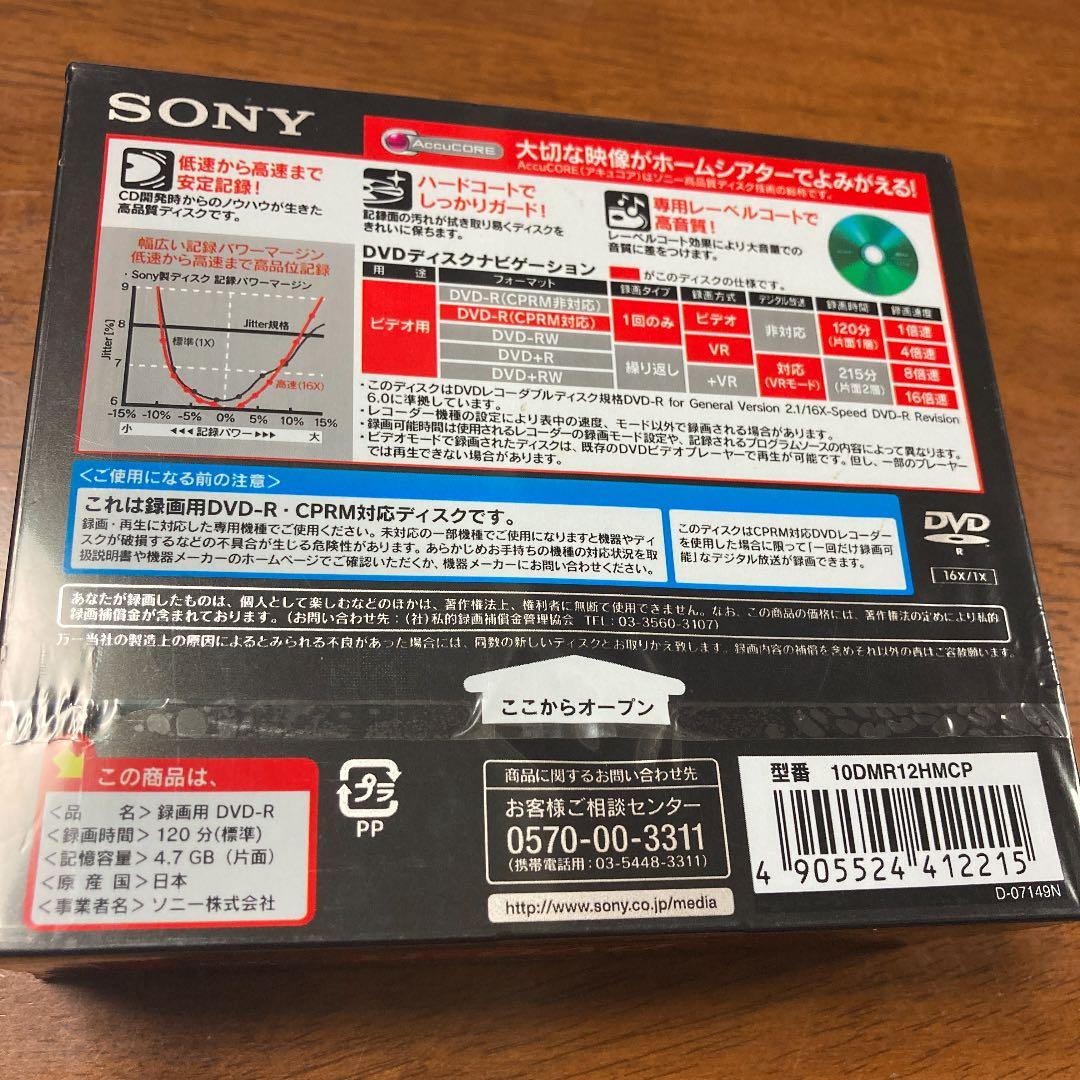 SONY
AccuCORE
大切な映像がホームシアターでよみがえる!
AccuCORE(アキュコア)はソニー高品質ディスク技術の総称です。
低速から高速まで
安定記録!
CD開発時からのノウハウが生きた
高品質ディスクです。
ハードコートで
しっかりガード!
記録面の汚れが拭き取り易くディスクを
きれいに保ちます。
専用レーベルコートで
高音質!
レーベルコート効果により大音量での
音質に差をつけます。
幅広い記録パワーマージン
低速から高速まで高品位記録
・Sony製ディスク 記録パワーマージン
Jitter[%]
9
8
7
6
Jitter規格
標準(1X)
高速(16X)
-15% -10% -5% 0% 5% 10% 15%
小 ◄◄◄ 記録パワー ►►► 大
DVDディスクナビゲーション
がこのディスクの仕様です。
用 途 フォーマット 録画タイプ 録画方式 デジタル放送 録画時間 録画速度
ビデオ用
DVD-R(CPRM非対応)
DVD-R(CPRM対応)
DVD-RW
DVD+R
DVD+RW
1回のみ
繰り返し
ビデオ
VR
+VR
非対応
対応
(VRモード)
120分
(片面1層)
215分
(片面2層)
1倍速
4倍速
8倍速
16倍速
・このディスクはDVDレコーダブルディスク規格DVD-R for General Version 2.1/16X-Speed DVD-R Revision
6.0に準拠しています。
・レコーダー機種の設定により表中の速度、モード以外で録画される場合があります。
・録画可能時間は使用されるレコーダーの録画モード設定や、記録されるプログラムソースの内容によって異なります。
・ビデオモードで録画されたディスクは、既存のDVDビデオプレーヤーで再生が可能です。但し、一部のプレーヤー
では再生できない場合があります。
<ご使用になる前の注意>
これは録画用DVD-R・CPRM対応ディスクです。
録画・再生に対応した専用機種でご使用ください。未対応の一部機種でご使用になりますと機器やディ
スクが破損するなどの不具合が生じる危険性があります。あらかじめお手持ちの機種の対応状況を取
扱説明書や機器メーカーのホームページでご確認いただくか、機器メーカーにお問い合わせください。
このディスクはCPRM対応DVDレコーダー
を使用した場合に限って「一回だけ録画可
能」なデジタル放送が録画できます。
DVD
R
16X/1X
あなたが録画したものは、個人として楽しむなどのほかは、著作権法上、権利者に無断で使用できません。なお、この商品の価格には、著作権法の定めにより私的
録画補償金が含まれております。(お問い合わせ先:(社)私的録画補償金管理協会 TEL:03-3560-3107)
万一当社の製造上の原因によるとみられる不良があった場合には、同数の新しいディスクとお取りかえ致します。録画内容の補償を含めそれ以外の責はご容赦願います。
ここからオープン
この商品は、
<品 名> 録画用 DVD-R
<録画時間> 120 分(標準)
<記憶容量> 4.7 GB (片面)
<原 産 国> 日本
<事業者名> ソニー株式会社
プラ
PP
商品に関するお問い合わせ先
お客様ご相談センター
0570-00-3311
(携帯電話用:03-5448-3311)
http://www.sony.co.jp/media
型番 10DMR12HMCP
4 905524 412215
D-07149N